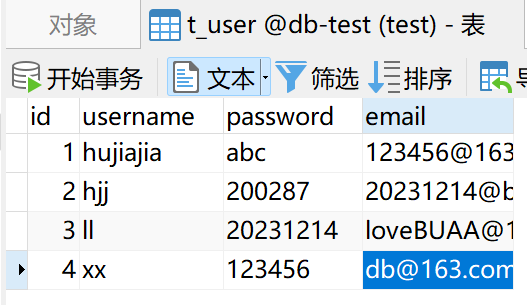 对象 t_user @db-test (test) - 表
开始事务 文本 筛选 排序
id username password email
1 hujiajia abc 123456@163
2 hjj 200287 20231214@b
3 ll 20231214 loveBUAA@1
4 xx 123456 db@163.com